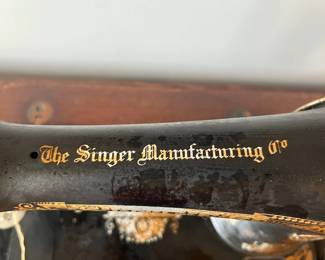 The Singer Manufacturing Co